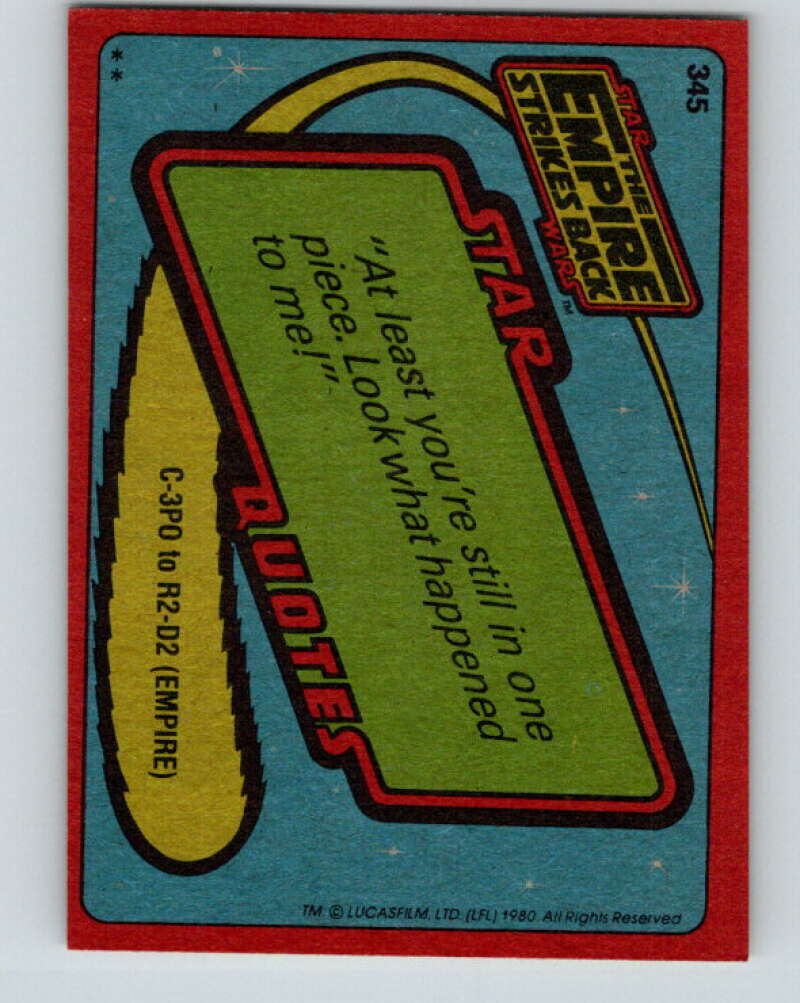 345
STAR
THE
EMPIRE
STRIKES BACK
WARS™
STAR
"At least you're still in one
piece. Look what happened
to me!"
QUOTES
C-3PO to R2-D2 (EMPIRE)
**
TM: © LUCASFILM, LTD. (LFL) 1980. All Rights Reserved